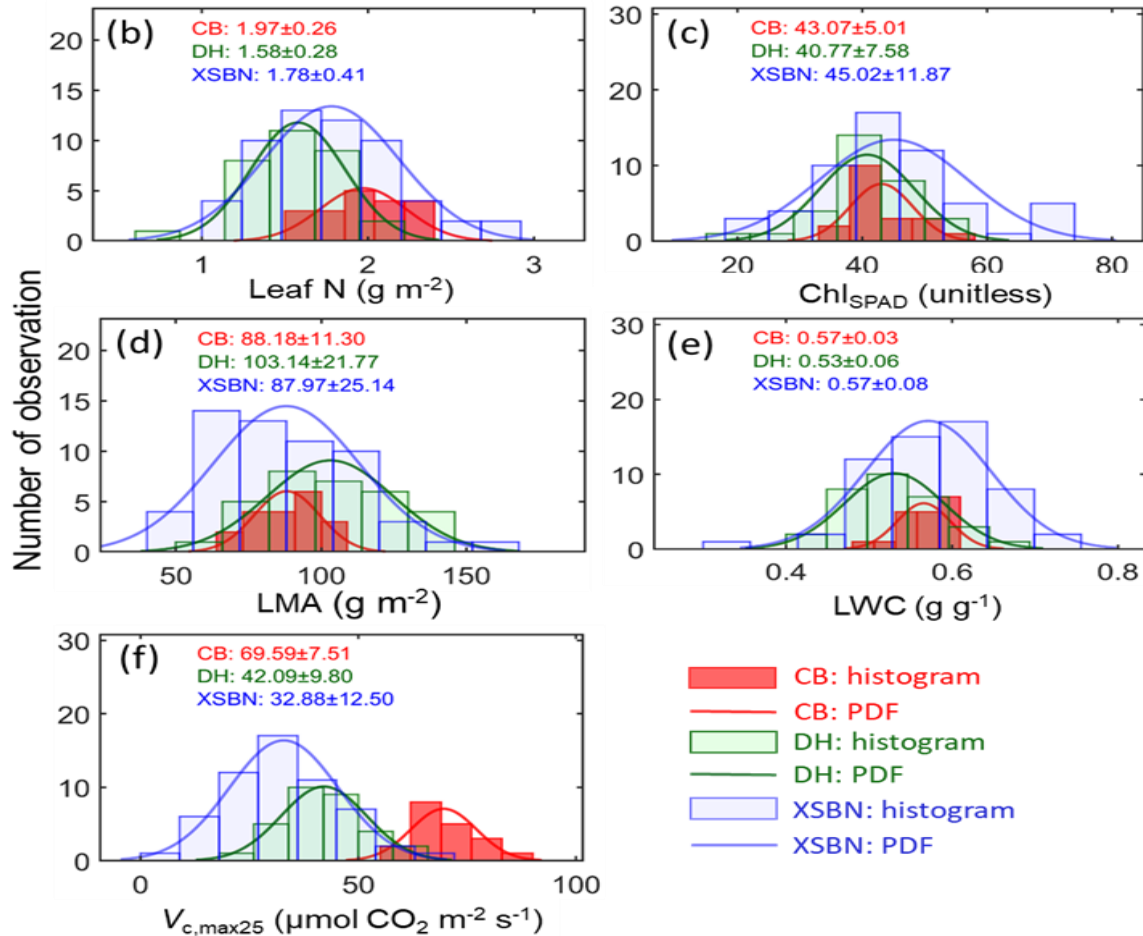 (b)
CB: 1.97±0.26
DH: 1.58±0.28
XSBN: 1.78±0.41
20
15
10
5
0
1 2 3
Leaf N (g m⁻²)
(c)
CB: 43.07±5.01
DH: 40.77±7.58
XSBN: 45.02±11.87
30
20
10
0
20 40 60 80
Chl_SPAD (unitless)
Number of observation
(d)
CB: 88.18±11.30
DH: 103.14±21.77
XSBN: 87.97±25.14
20
15
10
5
0
50 100 150
LMA (g m⁻²)
(e)
CB: 0.57±0.03
DH: 0.53±0.06
XSBN: 0.57±0.08
30
20
10
0
0.4 0.6 0.8
LWC (g g⁻¹)
(f)
CB: 69.59±7.51
DH: 42.09±9.80
XSBN: 32.88±12.50
30
20
10
0
0 50 100
V_c,max25 (µmol CO₂ m⁻² s⁻¹)
CB: histogram
CB: PDF
DH: histogram
DH: PDF
XSBN: histogram
XSBN: PDF